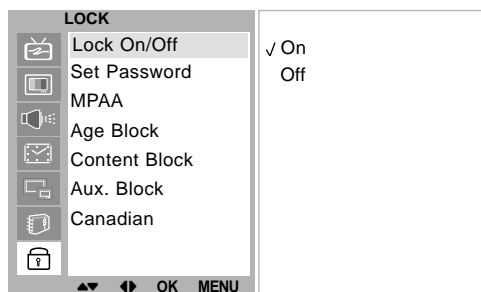 LOCK
Lock On/Off
Set Password
MPAA
Age Block
Content Block
Aux. Block
Canadian
√ On
Off
▲▼ ◀▶ OK MENU